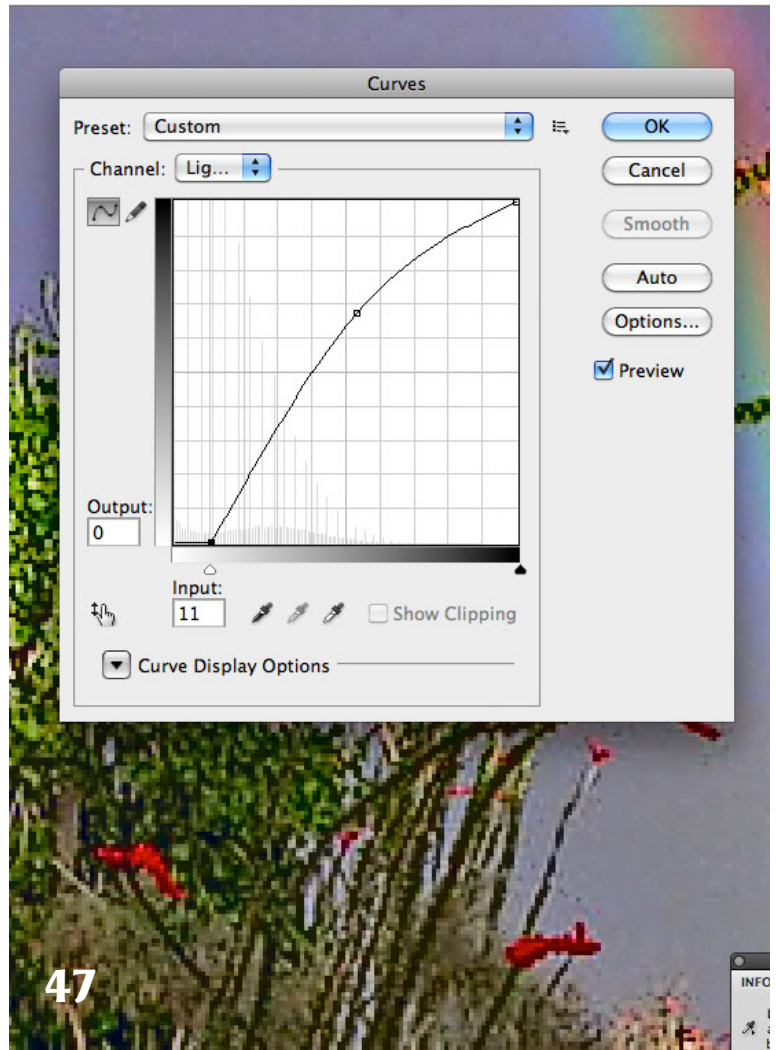 Curves
Preset: Custom
OK
Channel: Lig...
Cancel
Smooth
Auto
Options...
Preview
Output:
0
Input:
11
Show Clipping
Curve Display Options
47
INFO